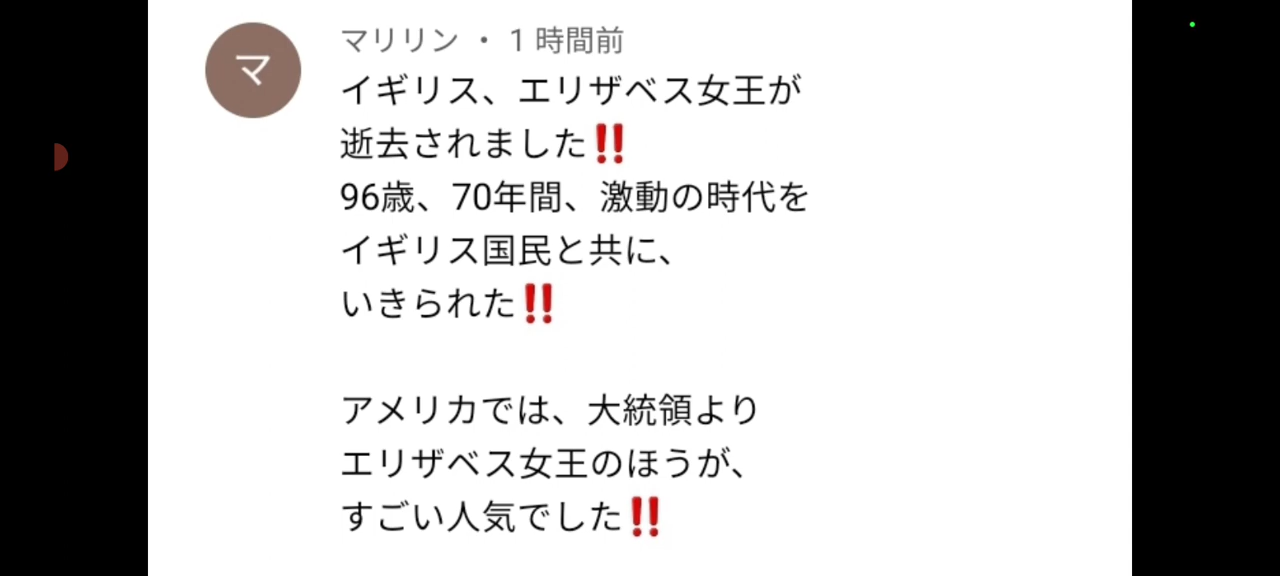 マ
マリリン ・ 1 時間前
イギリス、エリザベス女王が
逝去されました‼️
96歳、70年間、激動の時代を
イギリス国民と共に、
いきられた‼️
アメリカでは、大統領より
エリザベス女王のほうが、
すごい人気でした‼️